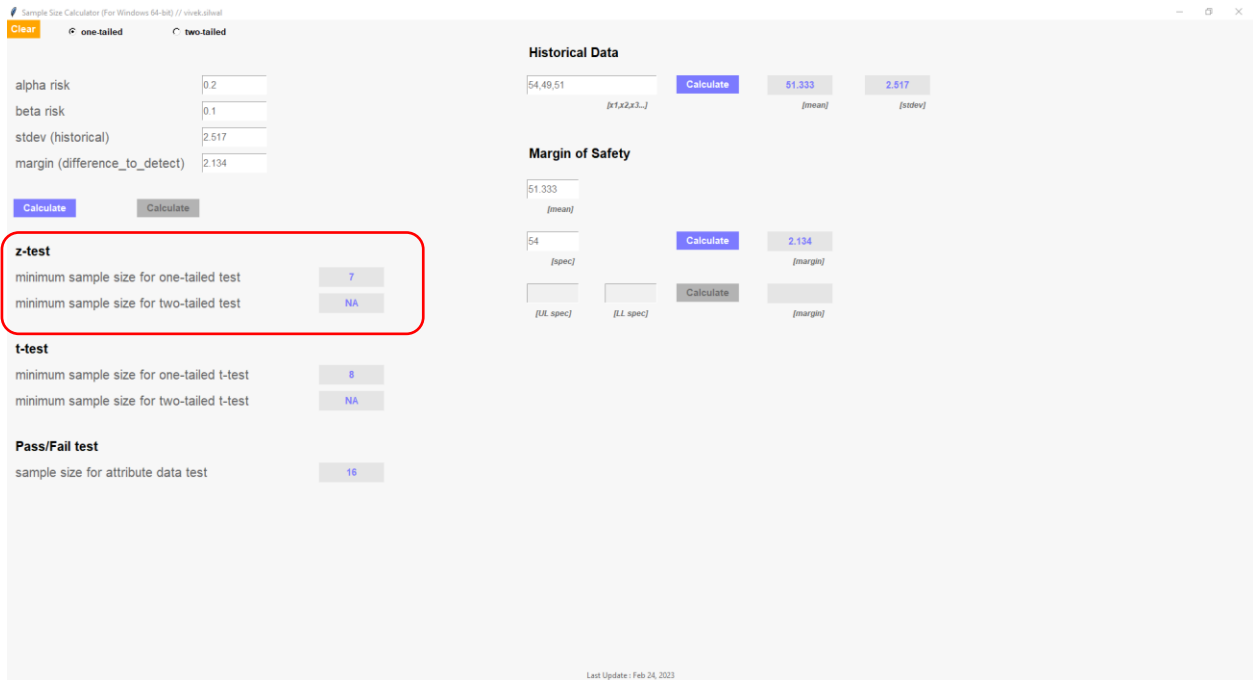 Sample Size Calculator (For Windows 64-bit) // vivek.silwal
Clear one-tailed two-tailed
Historical Data
alpha risk 0.2
54,49,51 Calculate 51.333 2.517
[x1,x2,x3...] [mean] [stdev]
beta risk 0.1
stdev (historical) 2.517
margin (difference_to_detect) 2.134
Margin of Safety
51.333
[mean]
Calculate Calculate
z-test
54 Calculate 2.134
[spec] [margin]
minimum sample size for one-tailed test 7
minimum sample size for two-tailed test NA
Calculate
[UL spec] [LL spec] [margin]
t-test
minimum sample size for one-tailed t-test 8
minimum sample size for two-tailed t-test NA
Pass/Fail test
sample size for attribute data test 16
Last Update : Feb 24, 2023